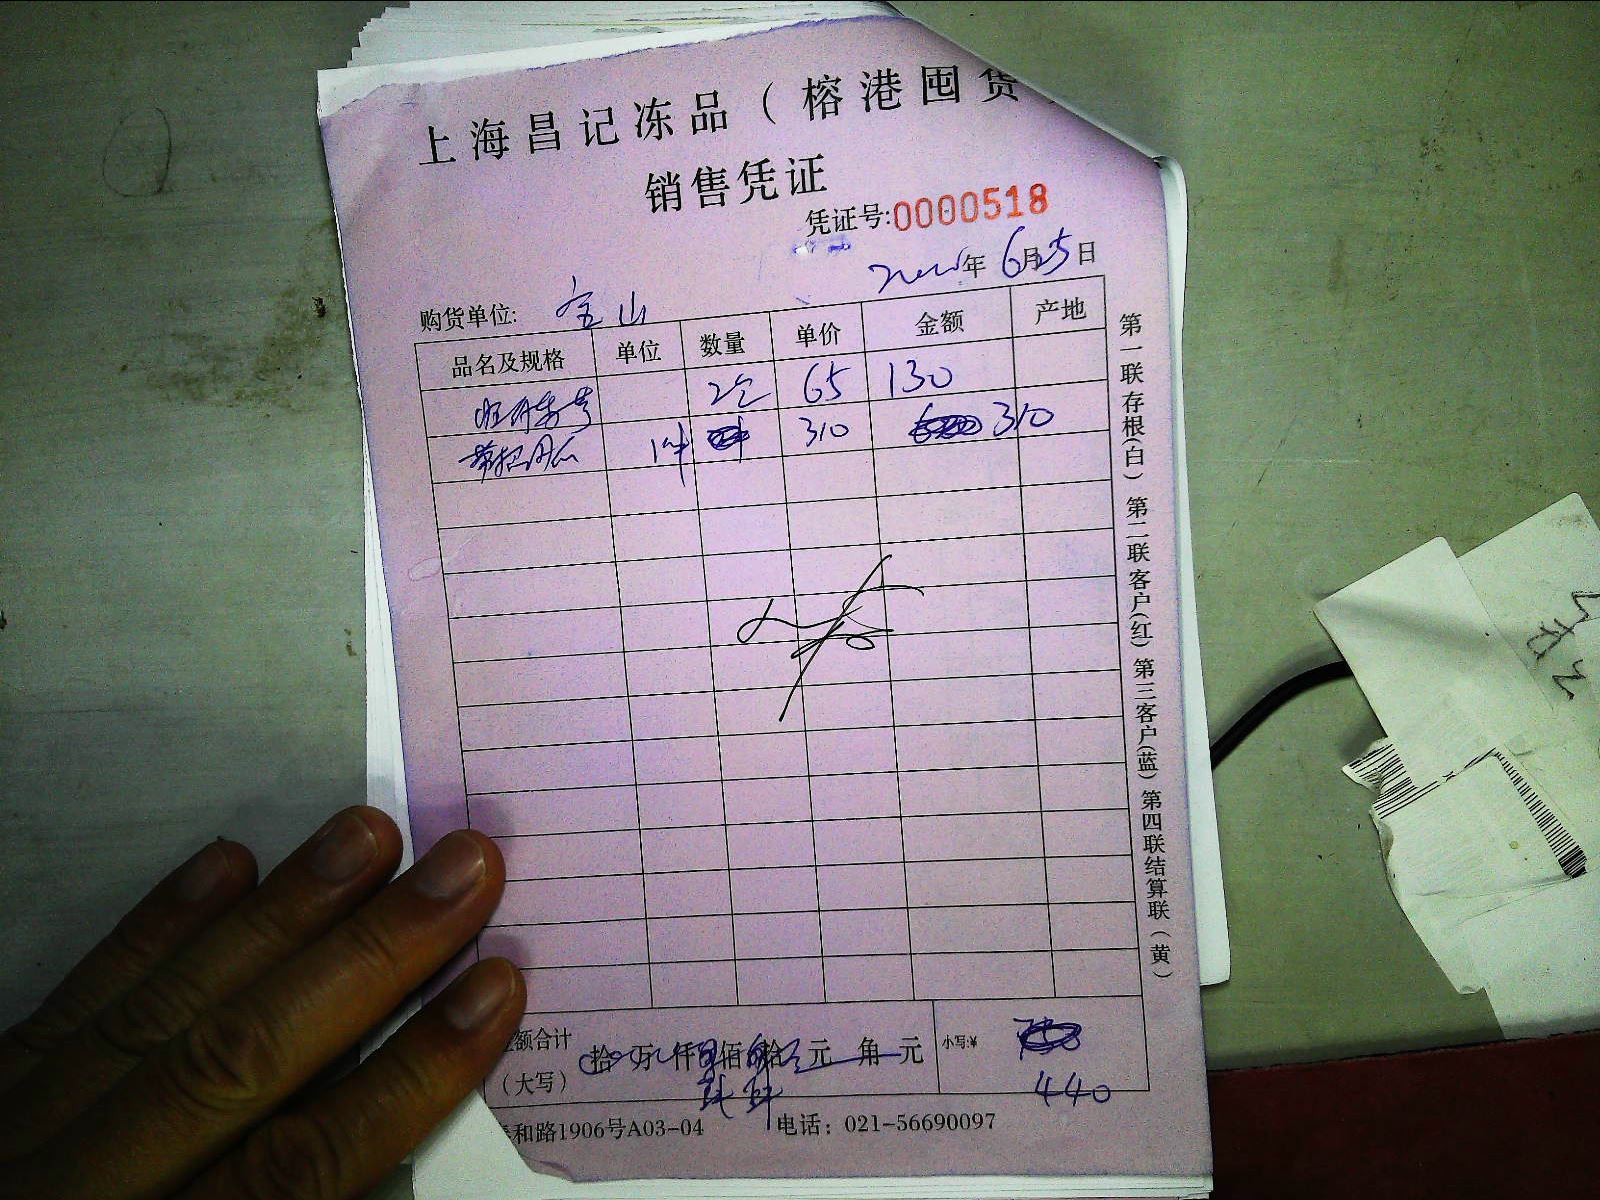 上海昌记冻品（榕港囤货
销售凭证
凭证号:0000518
年 6月25日
购货单位: 宝山
品名及规格 单位 数量 单价 金额 产地
2包 65 130
1件 310 310
金额合计
（大写） 拾 万 仟 佰 拾 元 角 元 小写:¥
440
和路1906号A03-04 电话：021-56690097
第一联存根(白) 第二联客户(红) 第三客户(蓝) 第四联结算联(黄)